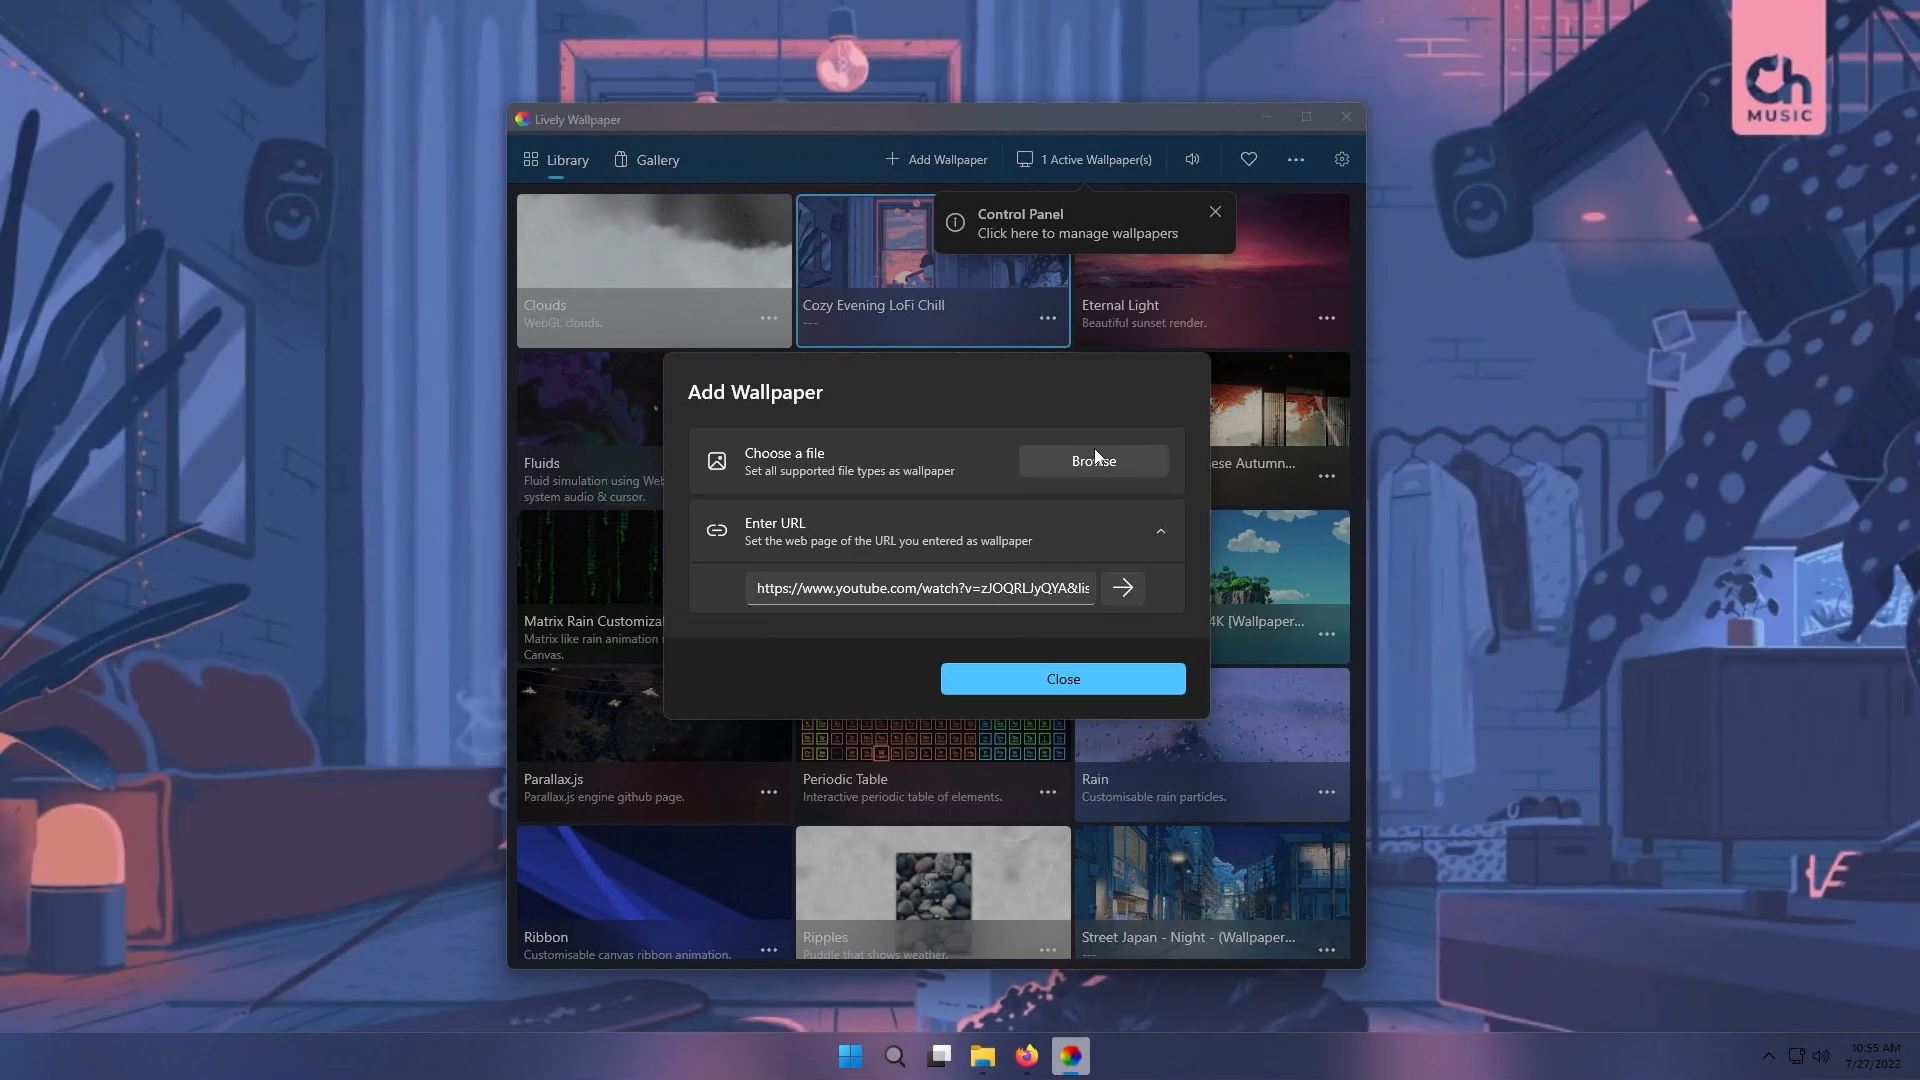 Ch
MUSIC
Lively Wallpaper
Library
Gallery
Add Wallpaper
1 Active Wallpaper(s)
Control Panel
Click here to manage wallpapers
Clouds
WebGL clouds.
Cozy Evening LoFi Chill
---
Eternal Light
Beautiful sunset render.
Add Wallpaper
Choose a file
Set all supported file types as wallpaper
Browse
Enter URL
Set the web page of the URL you entered as wallpaper
https://www.youtube.com/watch?v=zJOQRLJyQYA&lis
Close
Fluids
Fluid simulation using Web
system audio & cursor.
ese Autumn...
Matrix Rain Customizal
Matrix like rain animation
Canvas.
4K [Wallpaper...
Parallax.js
Parallax.js engine github page.
Periodic Table
Interactive periodic table of elements.
Rain
Customisable rain particles.
Ribbon
Customisable canvas ribbon animation.
Ripples
Puddle that shows weather.
Street Japan - Night - (Wallpaper...
---
10:55 AM
7/27/2022